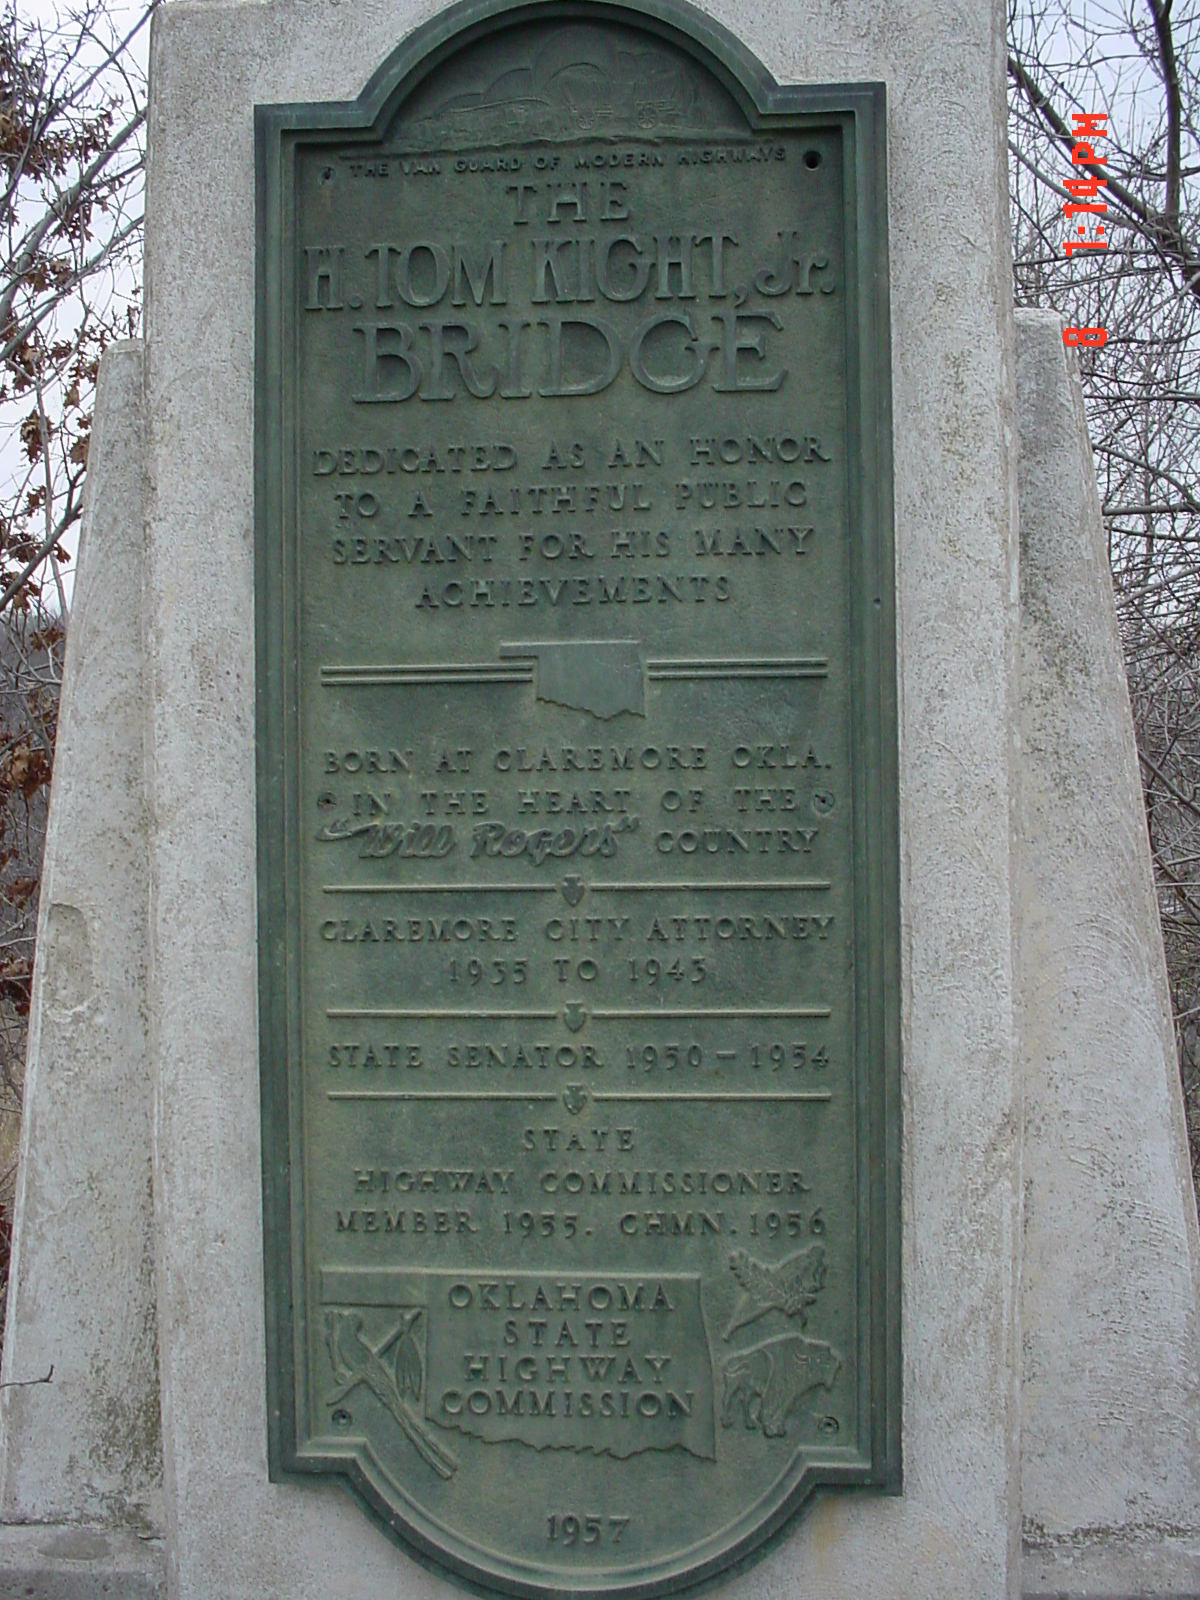 THE VAN GUARD OF MODERN HIGHWAYS
THE
H. TOM KIGHT, Jr.
BRIDGE
DEDICATED AS AN HONOR
TO A FAITHFUL PUBLIC
SERVANT FOR HIS MANY
ACHIEVEMENTS
BORN AT CLAREMORE OKLA.
IN THE HEART OF THE
"Will Rogers" COUNTRY
CLAREMORE CITY ATTORNEY
1935 TO 1943
STATE SENATOR 1950 - 1954
STATE
HIGHWAY COMMISSIONER
MEMBER 1955. CHMN. 1956
OKLAHOMA
STATE
HIGHWAY
COMMISSION
1957
8 1:14 PM